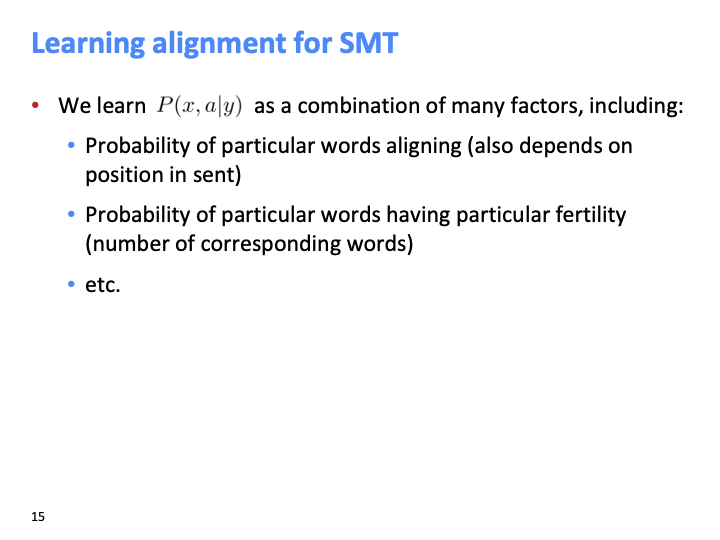 Learning alignment for SMT
• We learn P(x, a|y) as a combination of many factors, including:
• Probability of particular words aligning (also depends on
position in sent)
• Probability of particular words having particular fertility
(number of corresponding words)
• etc.
15